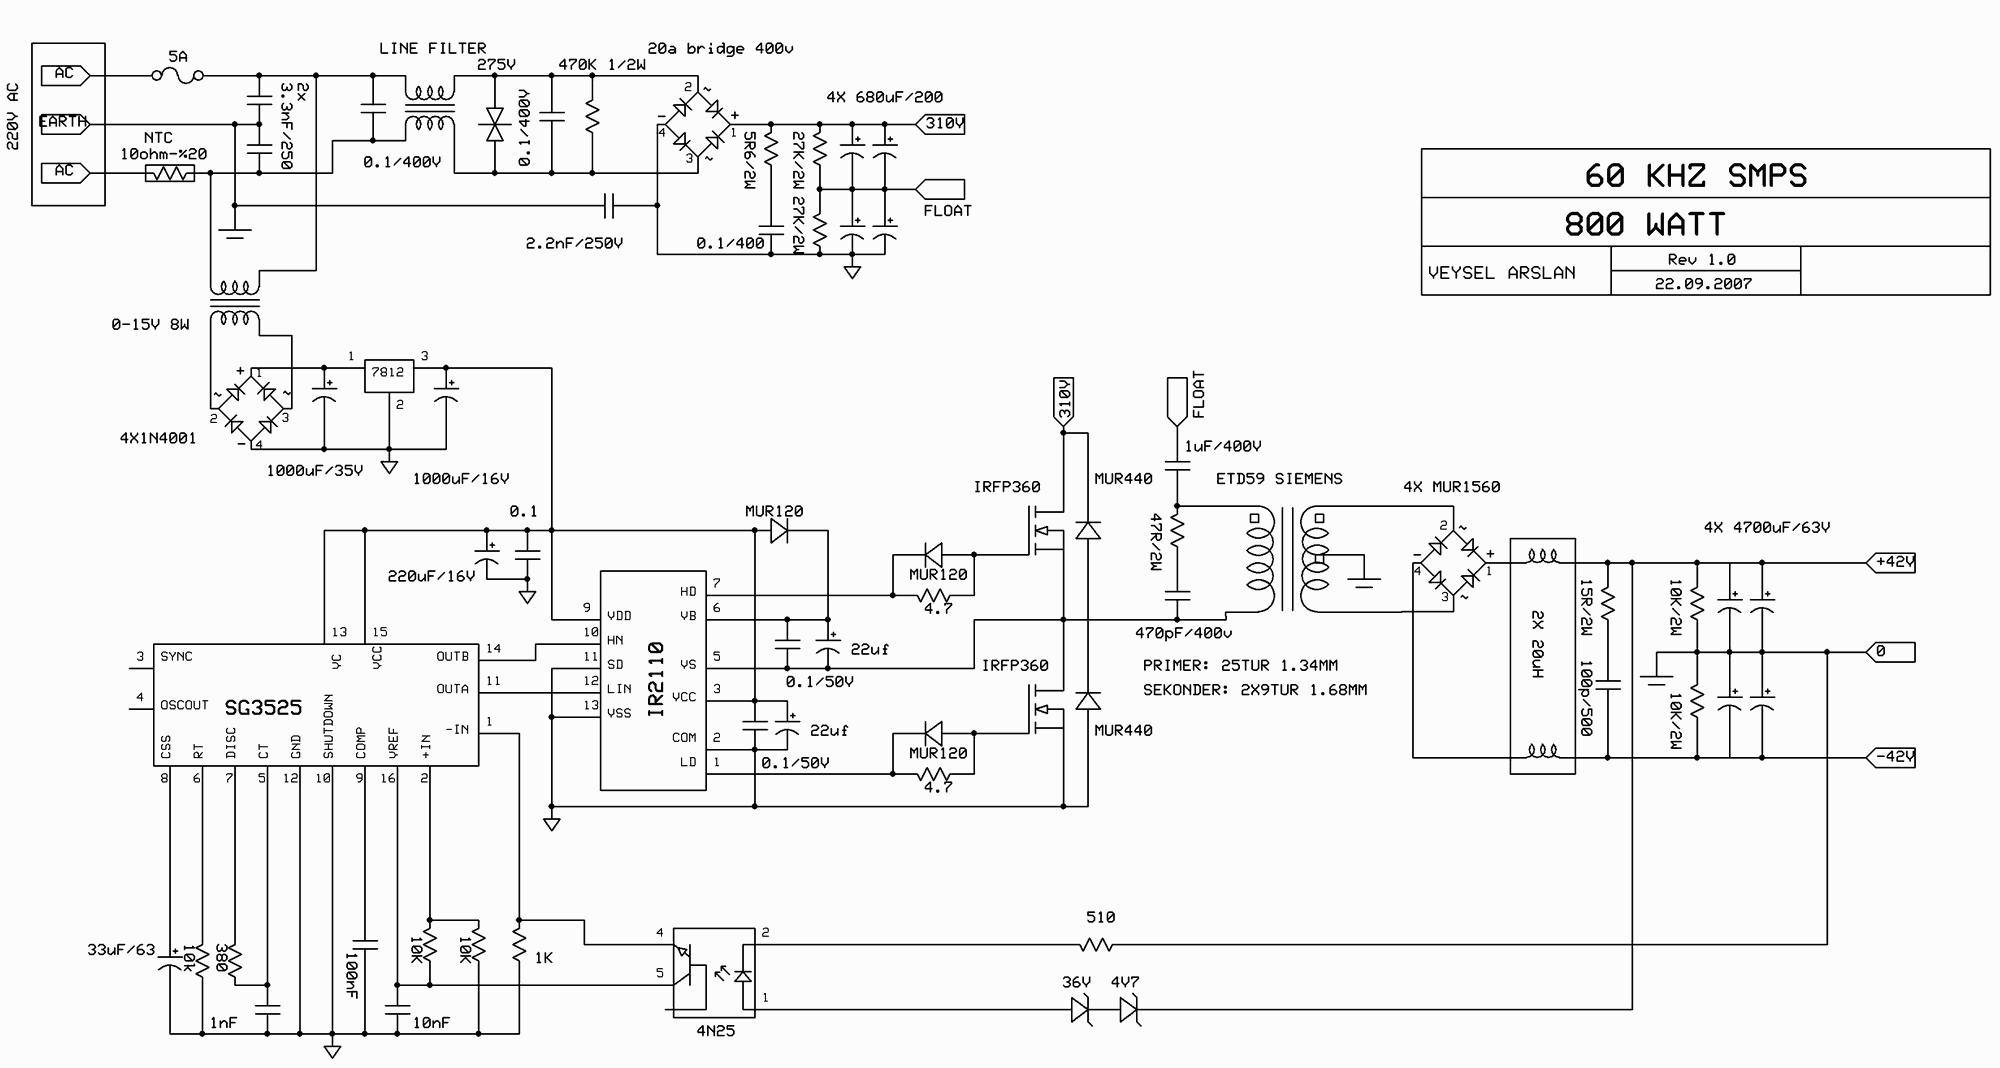 220V AC
AC
EARTH
AC
5A
2x
3.3nF/250
NTC
10ohm-%20
LINE FILTER
0.1/400V
275V
0.1/400V
470K 1/2W
20a bridge 400v
2 ~
- 4
+ 1
3 ~
2.2nF/250V
5R6/2W
0.1/400
27K/2W
27K/2W
4X 680uF/200
310V
FLOAT
60 KHZ SMPS
800 WATT
VEYSEL ARSLAN
Rev 1.0
22.09.2007
0-15V 8W
+ 1
~ 2
~ 3
- 4
4X1N4001
1 7812 3
2
1000uF/35V
1000uF/16V
0.1
220uF/16V
MUR120
SG3525
3 SYNC
4 OSCOUT
13 VC
15 VCC
14 OUTB
11 OUTA
1 -IN
CSS RT DISC CT GND SHUTDOWN COMP VREF +IN
8 6 7 5 12 10 9 16 2
33uF/63
10k
380
1nF
100nF
10nF
10K
10K
1K
IR2110
9 VDD
10 HN
11 SD
12 LIN
13 VSS
HO 7
VB 6
VS 5
VCC 3
COM 2
LO 1
22uf
0.1/50V
22uf
0.1/50V
MUR120
4.7
MUR120
4.7
IRFP360
IRFP360
310V
MUR440
MUR440
FLOAT
1uF/400V
47R/2W
470pF/400v
ETD59 SIEMENS
PRIMER: 25TUR 1.34MM
SEKONDER: 2X9TUR 1.68MM
4X MUR1560
2 ~
- 4
+ 1
3 ~
2X 20uH
15R/2W
100p/500
10K/2W
10K/2W
4X 4700uF/63V
+42V
0
-42V
4
5
2
1
4N25
510
36V
4V7